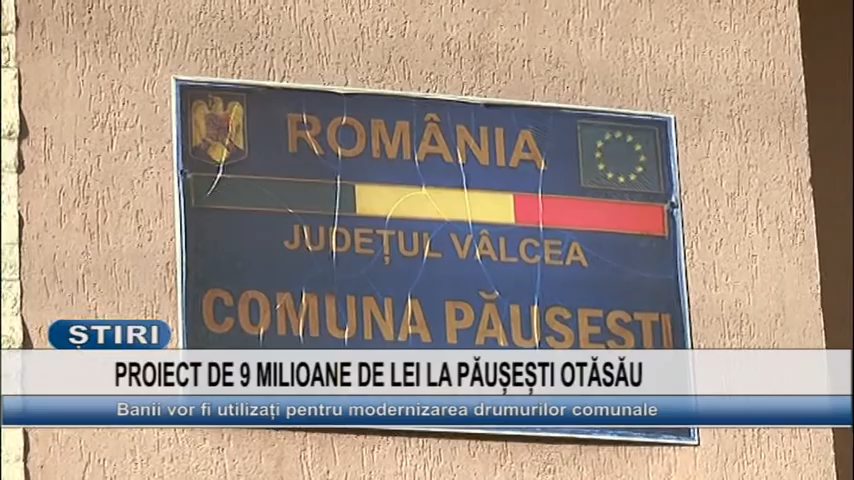 ROMÂNIA
JUDEȚUL VÂLCEA
COMUNA PĂUSEȘTI
ȘTIRI
PROIECT DE 9 MILIOANE DE LEI LA PĂUȘEȘTI OTĂSĂU
Banii vor fi utilizați pentru modernizarea drumurilor comunale